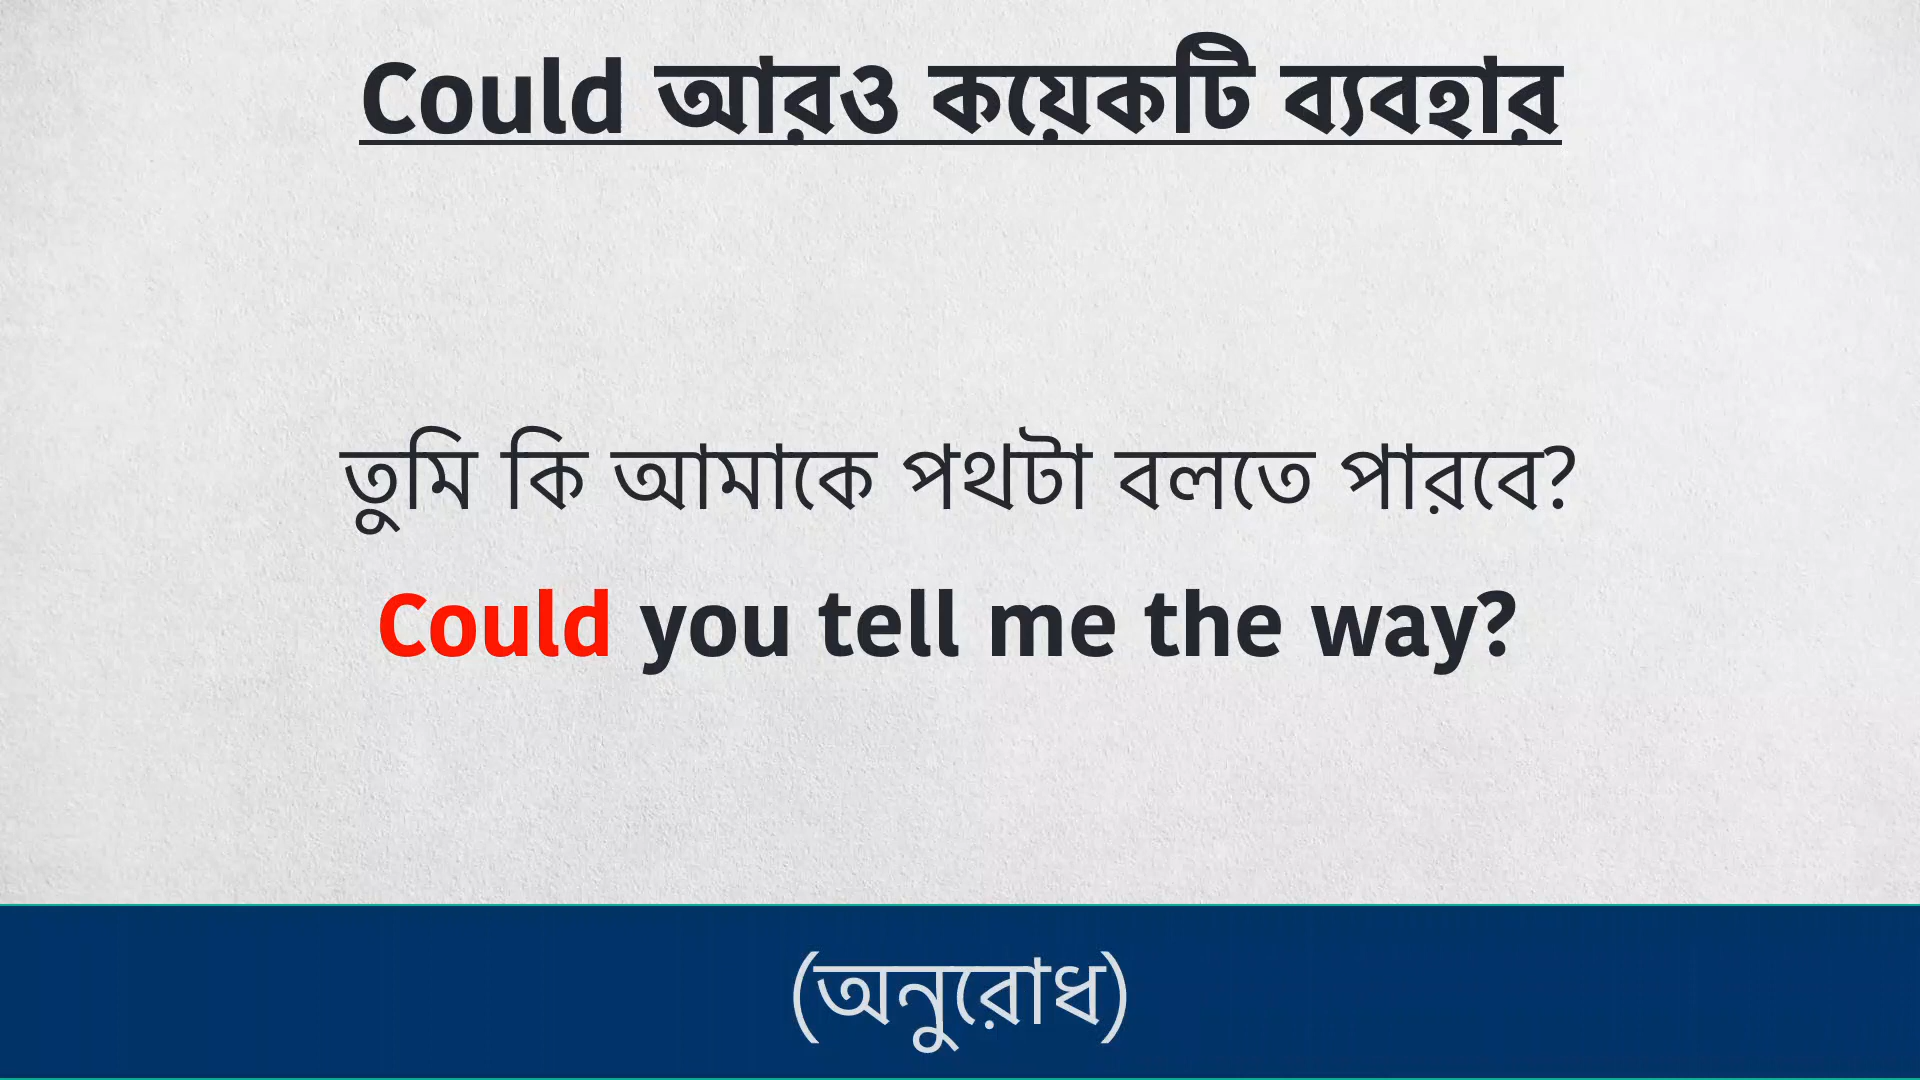 Could আরও কয়েকটি ব্যবহার
তুমি কি আমাকে পথটা বলতে পারবে?
Could you tell me the way?
(অনুরোধ)